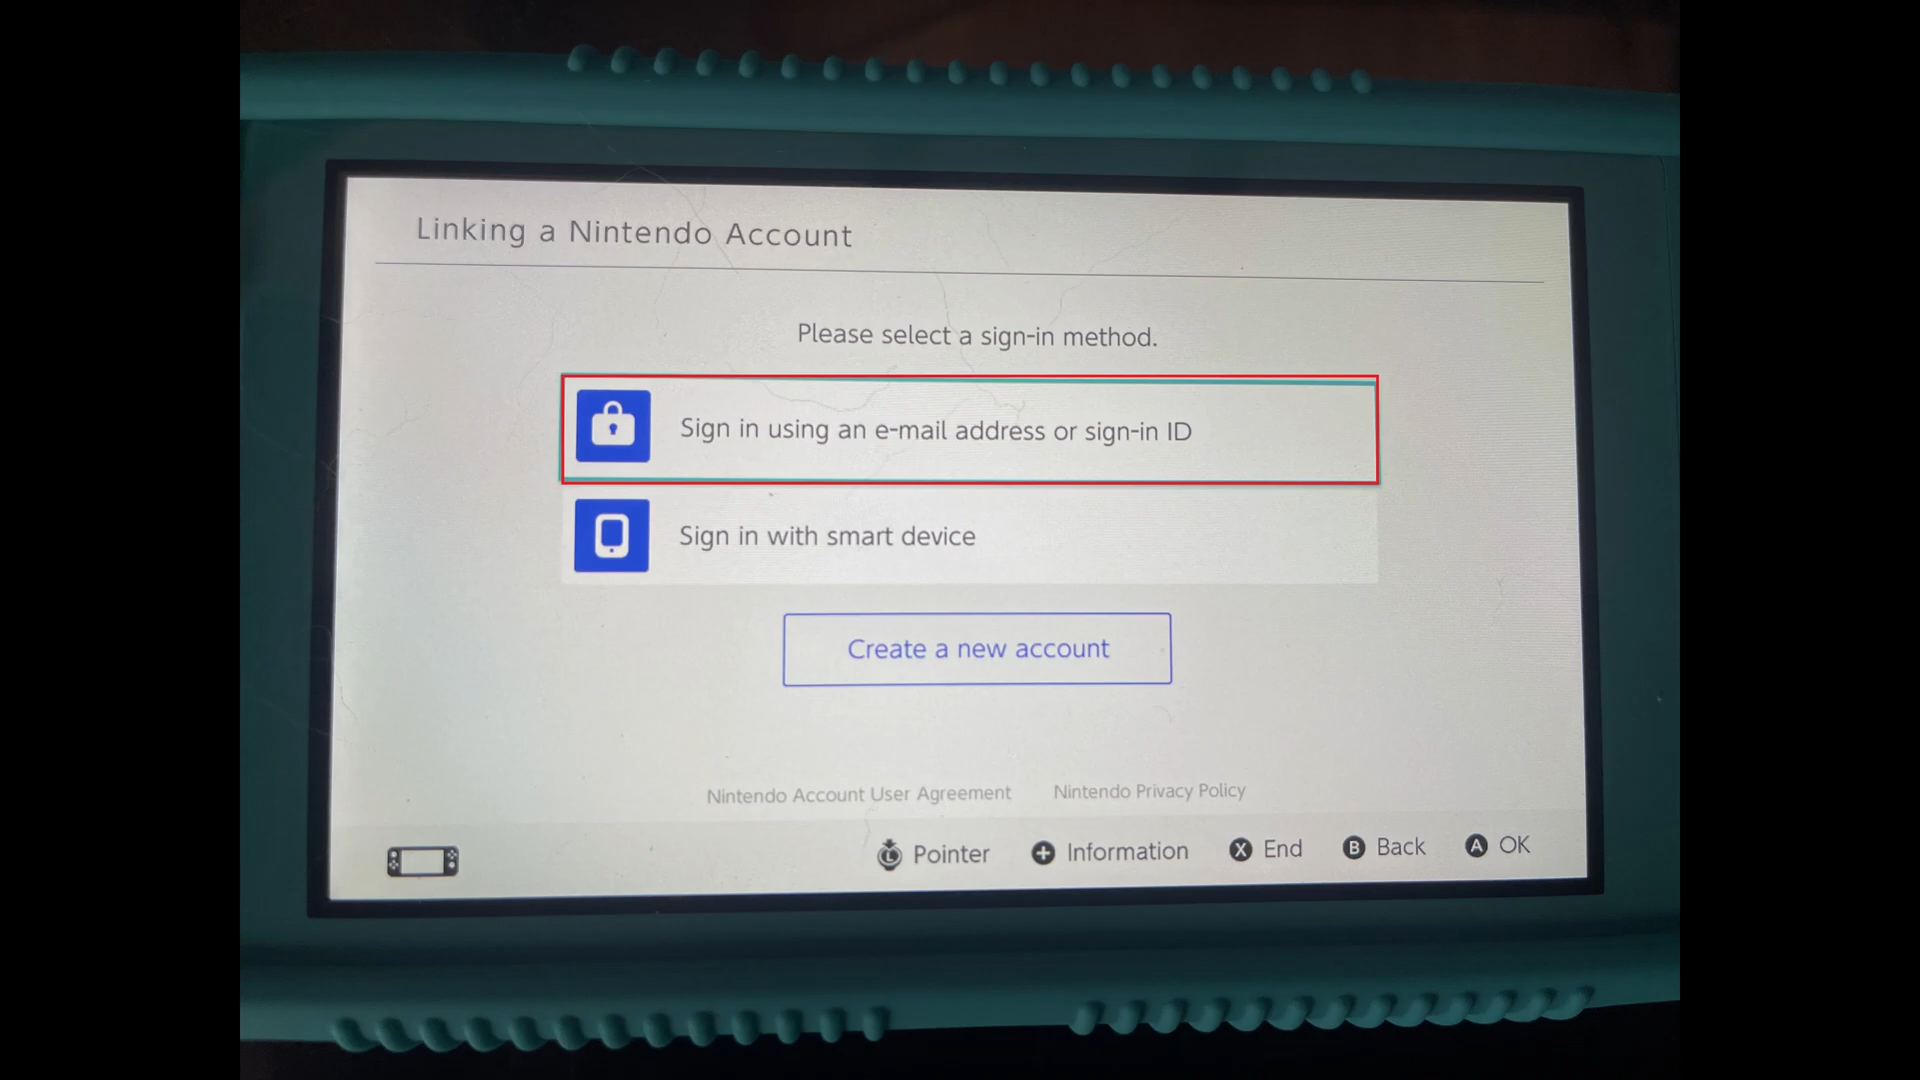 Linking a Nintendo Account
Please select a sign-in method.
Sign in using an e-mail address or sign-in ID
Sign in with smart device
Create a new account
Nintendo Account User Agreement Nintendo Privacy Policy
L Pointer + Information X End B Back A OK